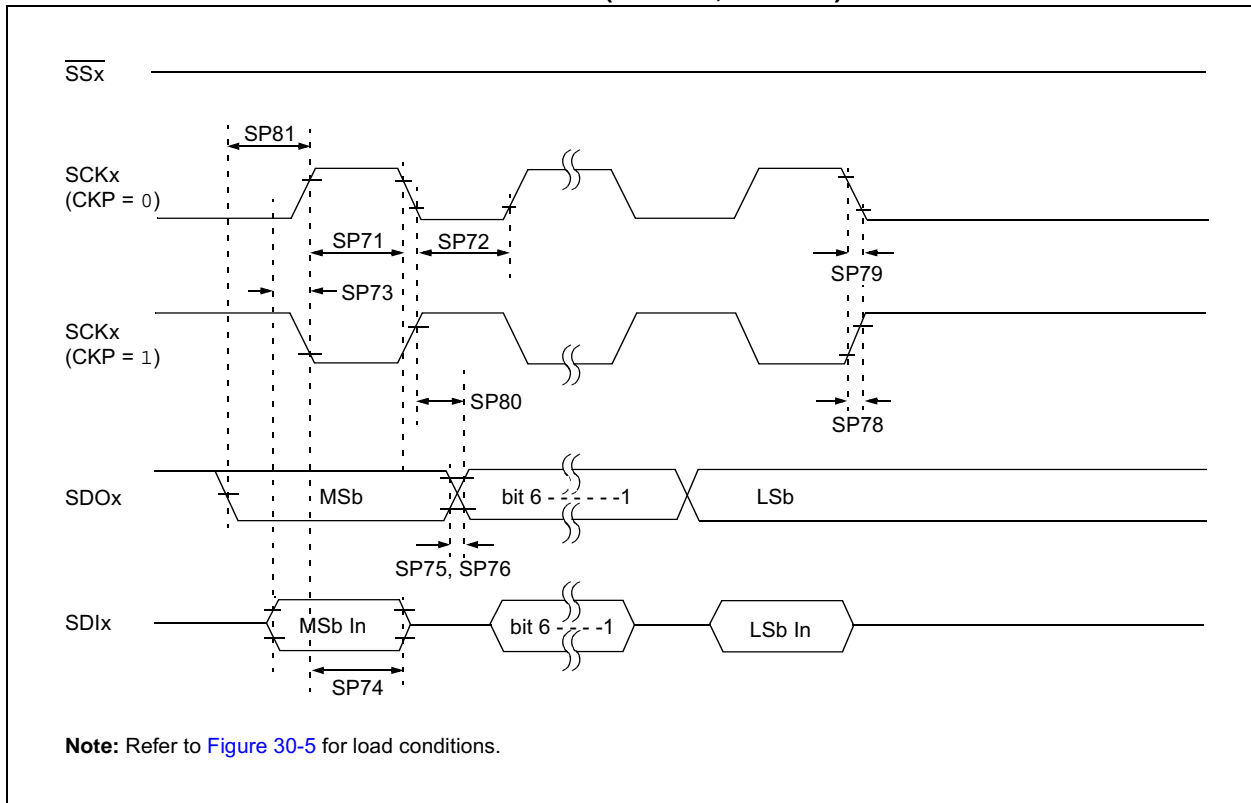 SSx
SP81
SCKx
(CKP = 0)
SP71
SP72
SP79
SP73
SCKx
(CKP = 1)
SP80
SP78
SDOx
MSb
bit 6 - - - - - -1
LSb
SP75, SP76
SDIx
MSb In
bit 6 - - - - -1
LSb In
SP74
Note: Refer to Figure 30-5 for load conditions.